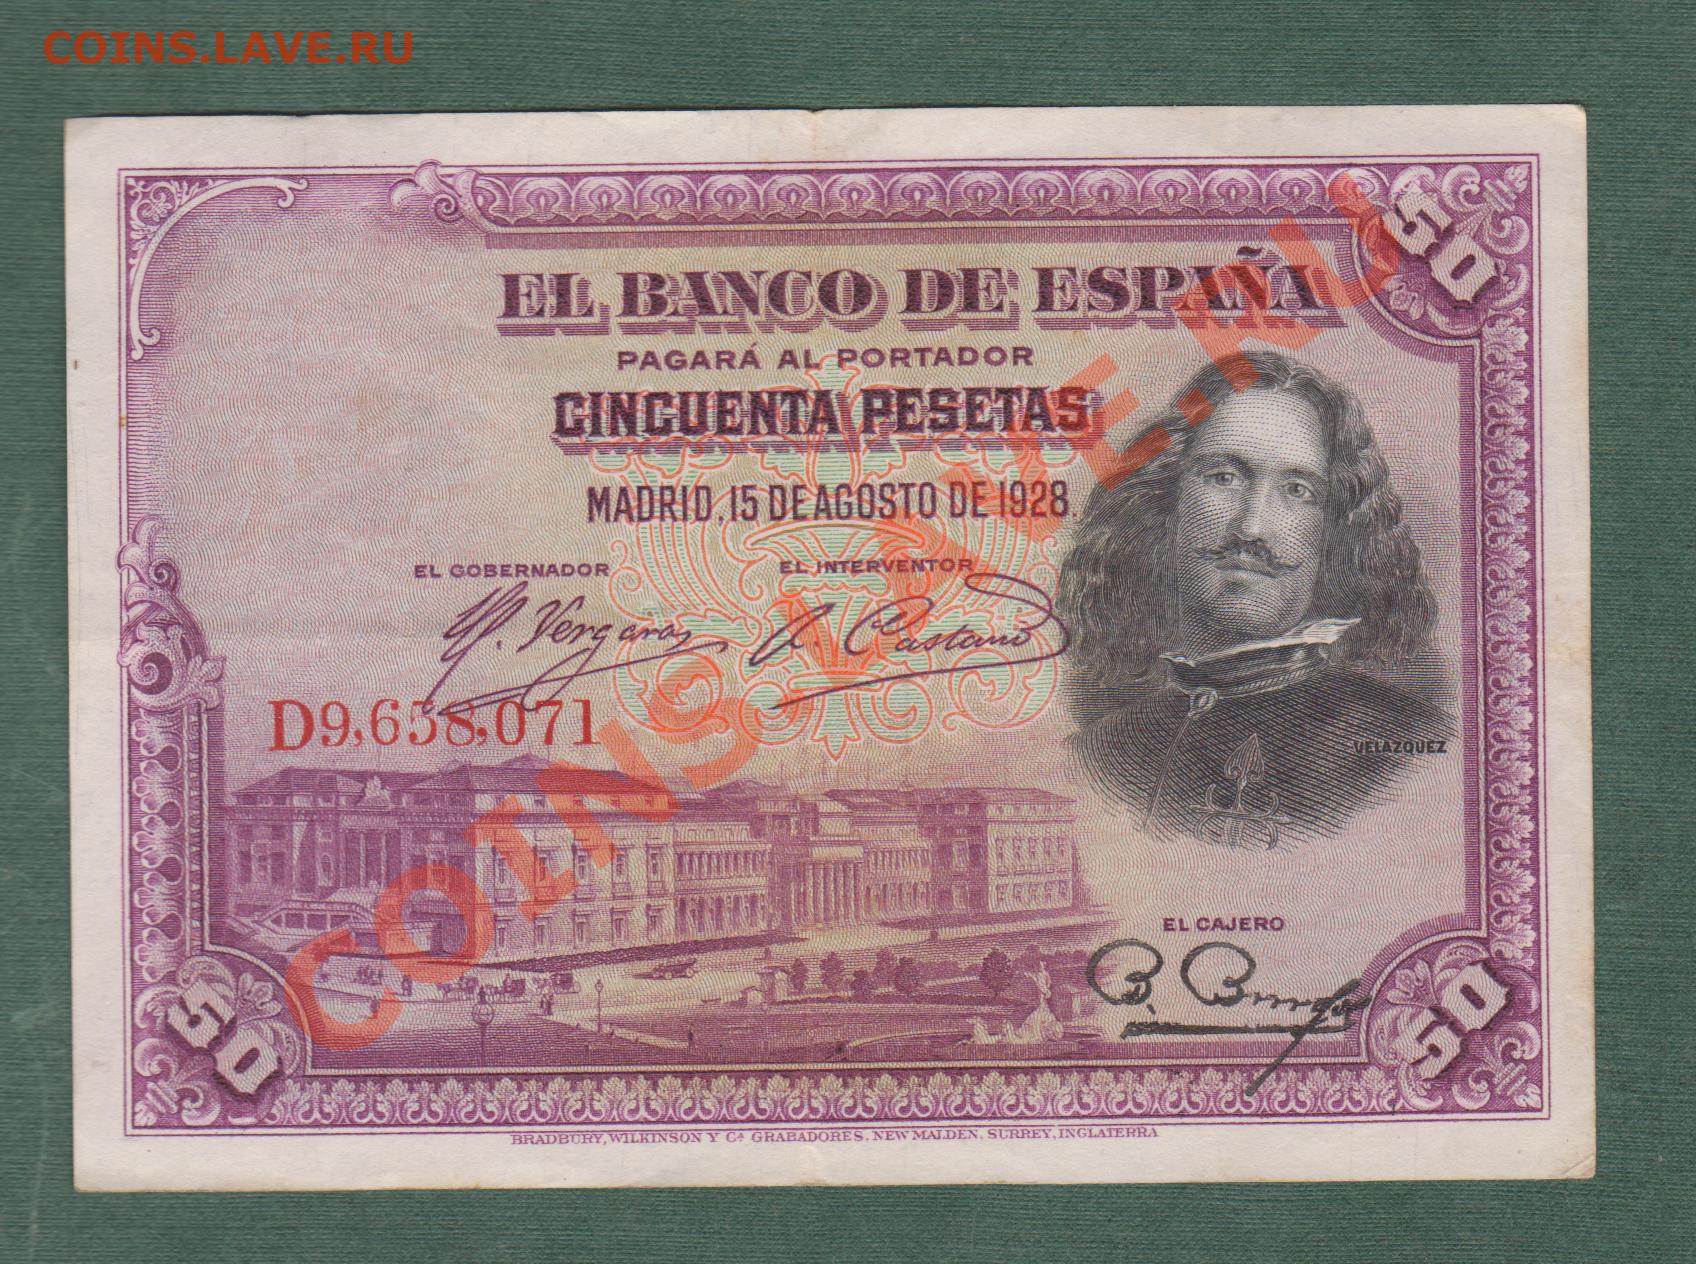 COINS.LAVE.RU
50
EL BANCO DE ESPAÑA
PAGARÁ AL PORTADOR
CINCUENTA PESETAS
MADRID, 15 DE AGOSTO DE 1928.
EL GOBERNADOR EL INTERVENTOR
D9,658,071
VELAZQUEZ
COINS.LAVE.RU
EL CAJERO
50 50
BRADBURY, WILKINSON Y Cª GRABADORES, NEW MALDEN, SURREY, INGLATERRA